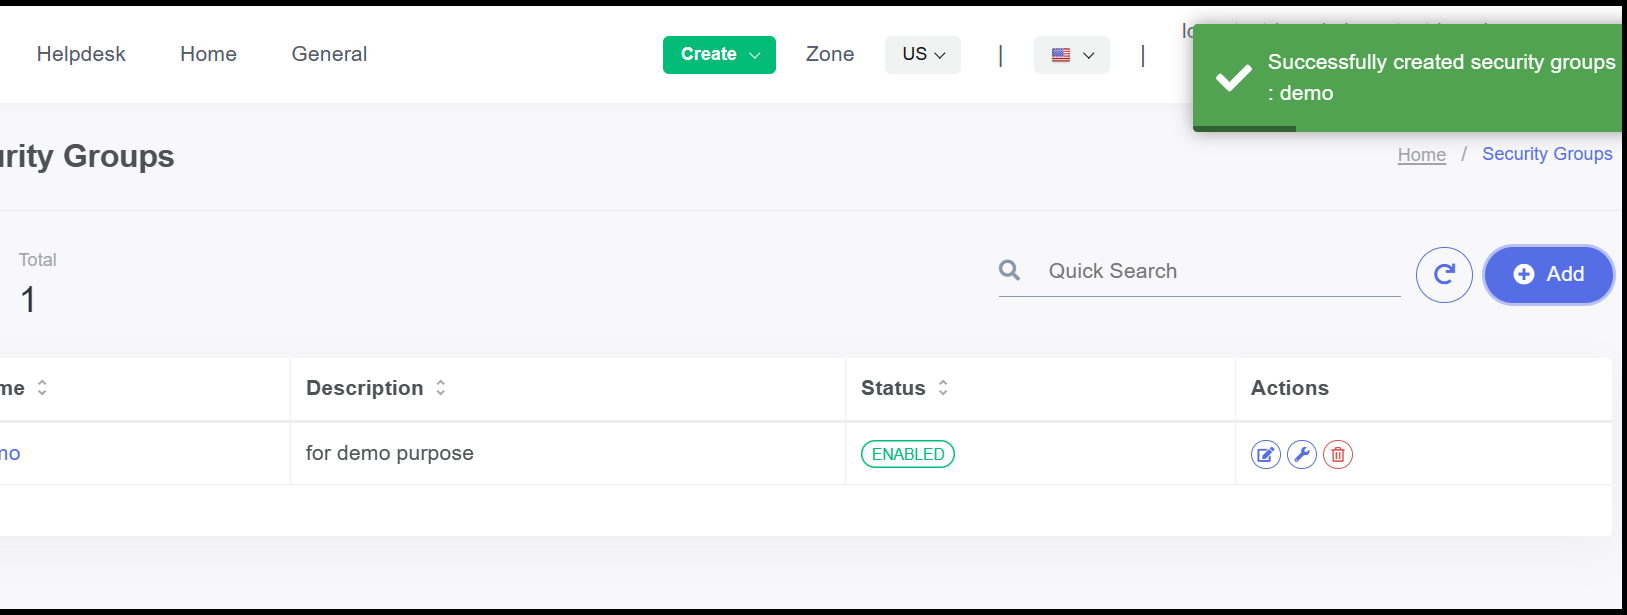 Helpdesk Home General Create Zone US | |
Successfully created security groups
: demo
rity Groups
Home / Security Groups
Total
1
Quick Search
Add
me Description Status Actions
mo for demo purpose ENABLED